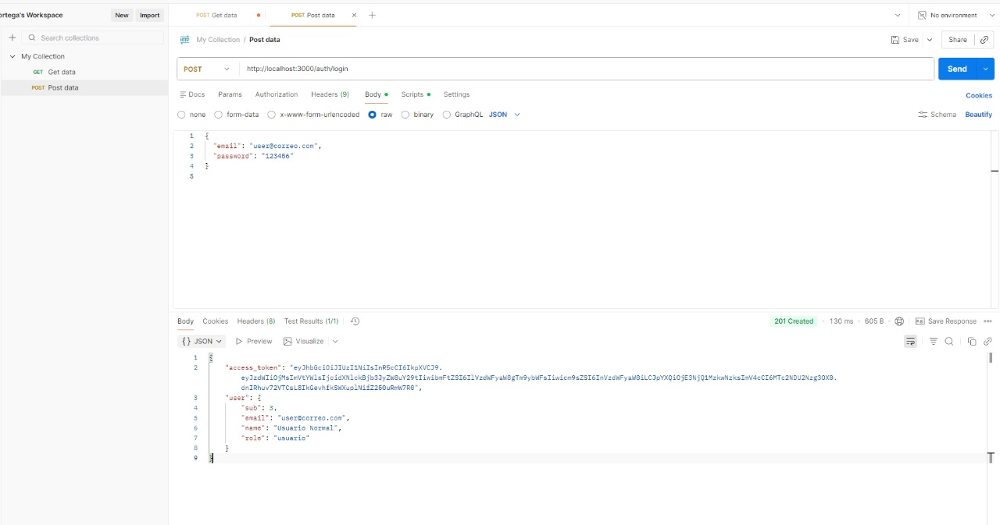 ortega's Workspace New Import POST Get data POST Post data No environment
Search collections My Collection / Post data Save Share
My Collection
GET Get data POST http://localhost:3000/auth/login Send
POST Post data
Docs Params Authorization Headers (9) Body Scripts Settings Cookies
none form-data x-www-form-urlencoded raw binary GraphQL JSON Schema Beautify
1 {
2 "email": "user@correo.com",
3 "password": "123456"
4 }
5
Body Cookies Headers (8) Test Results (1/1) 201 Created 130 ms 605 B Save Response
{} JSON Preview Visualize
1 {
2 "access_token": "eyJhbGciOiJIUzI1NiIsInR5cCI6IkpXVCJ9.
3 "user": {
4 "sub": 3,
5 "email": "user@correo.com",
6 "name": "Usuario Normal",
7 "role": "usuario"
8 }
9 }